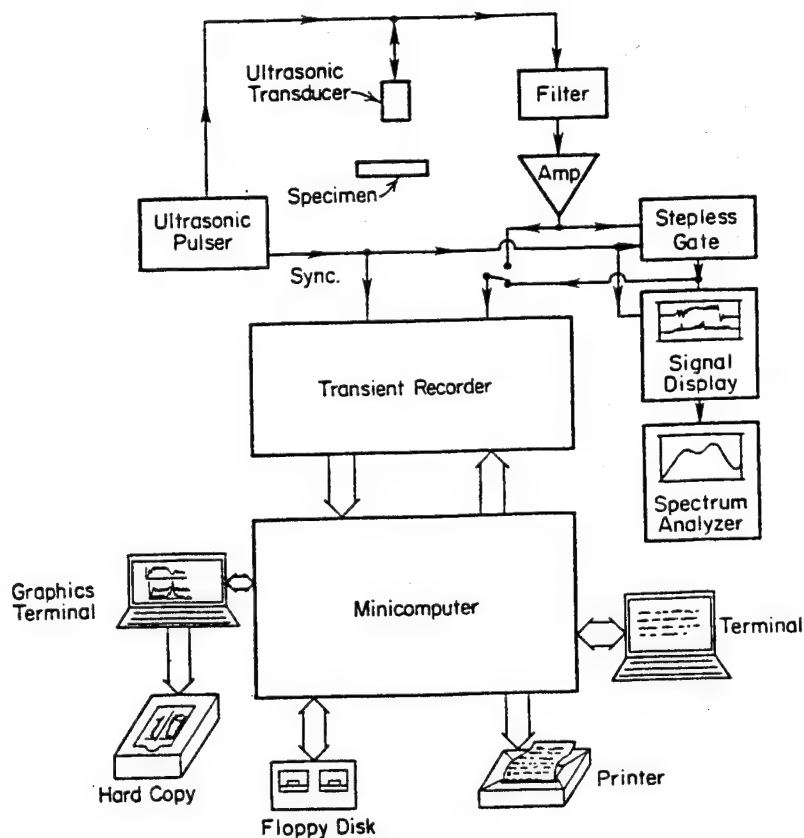 Ultrasonic
Transducer
Filter
Amp
Specimen
Ultrasonic
Pulser
Stepless
Gate
Sync.
Transient Recorder
Signal
Display
Spectrum
Analyzer
Graphics
Terminal
Minicomputer
Terminal
Hard Copy
Floppy Disk
Printer